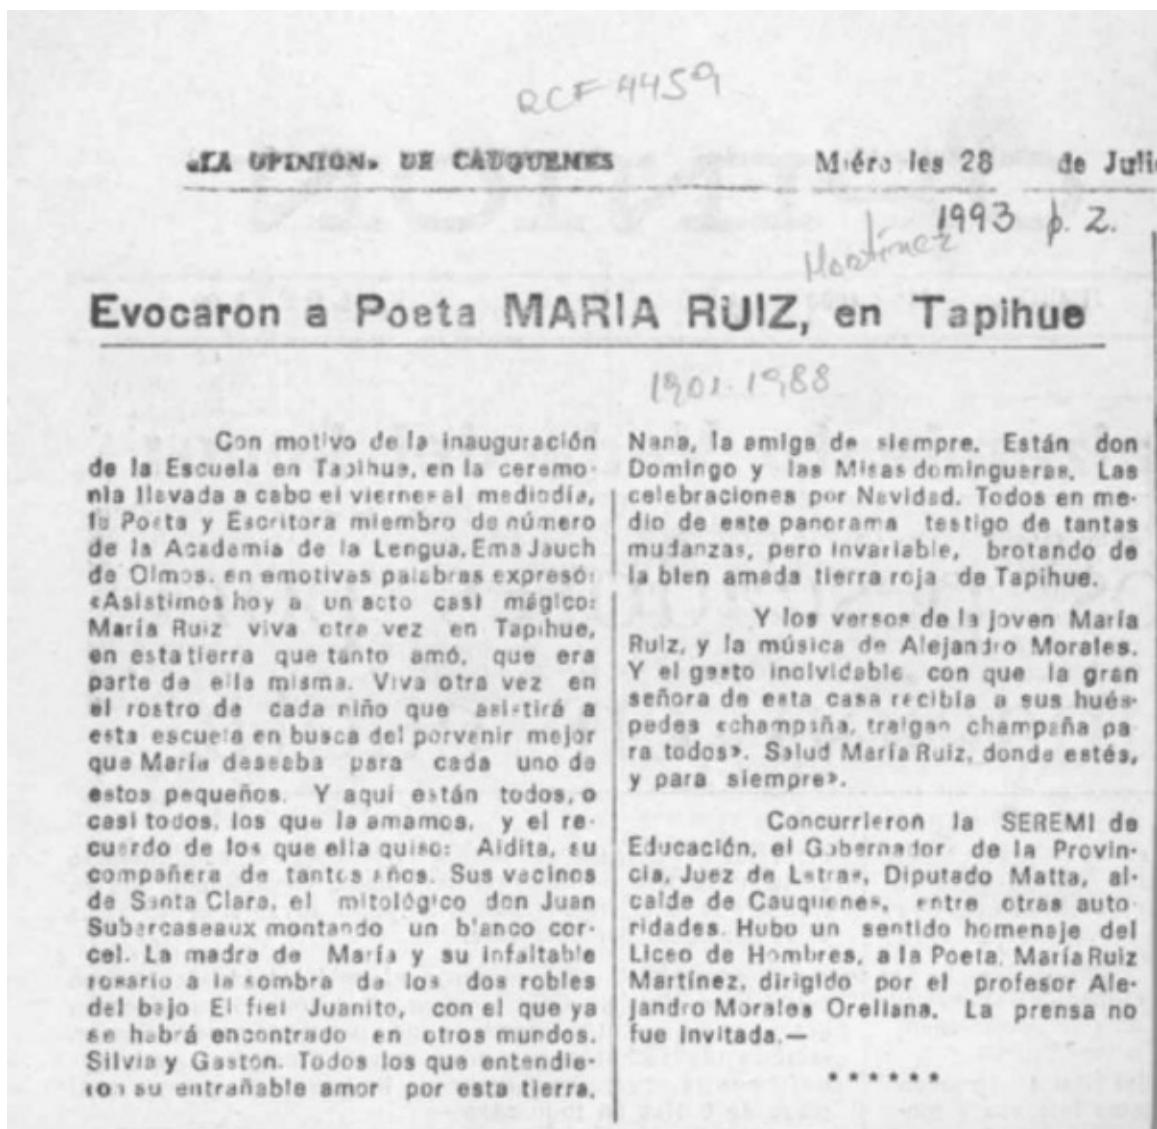 RCF 4459
«LA OPINION» DE CAUQUENES
Miércoles 28 de Julio
1993 p. 2.
Martínez
Evocaron a Poeta MARIA RUIZ, en Tapihue
1901-1988
Con motivo de la inauguración
de la Escuela en Tapihue, en la ceremo-
nia llevada a cabo el viernes al mediodía,
la Poeta y Escritora miembro de número
de la Academia de la Lengua, Ema Jauch
de Olmos, en emotivas palabras expresó:
«Asistimos hoy a un acto casi mágico:
María Ruiz viva otra vez en Tapihue,
en esta tierra que tanto amó, que era
parte de ella misma. Viva otra vez en
el rostro de cada niño que asistirá a
esta escuela en busca del porvenir mejor
que María deseaba para cada uno de
estos pequeños. Y aquí están todos, o
casi todos, los que la amamos, y el re-
cuerdo de los que ella quiso: Aidita, su
compañera de tantos años. Sus vecinos
de Santa Clara, el mitológico don Juan
Subercaseaux montando un blanco cor-
cel. La madre de María y su infaltable
rosario a la sombra de los dos robles
del bajo El fiel Juanito, con el que ya
se habrá encontrado en otros mundos.
Silvia y Gastón. Todos los que entendie-
ron su entrañable amor por esta tierra.
Nana, la amiga de siempre. Están don
Domingo y las Misas domingueras. Las
celebraciones por Navidad. Todos en me-
dio de este panorama testigo de tantas
mudanzas, pero invariable, brotando de
la bien amada tierra roja de Tapihue.
Y los versos de la joven María
Ruiz, y la música de Alejandro Morales.
Y el gesto inolvidable con que la gran
señora de esta casa recibía a sus hués-
pedes «champaña, traigan champaña pa
ra todos». Salud María Ruiz, donde estés,
y para siempre».
Concurrieron la SEREMI de
Educación, el Gobernador de la Provin-
cia, Juez de Letras, Diputado Matta, al-
calde de Cauquenes, entre otras auto
ridades. Hubo un sentido homenaje del
Liceo de Hombres, a la Poeta, María Ruiz
Martínez, dirigido por el profesor Ale-
jandro Morales Orellana. La prensa no
fue invitada.—
* * * * * *